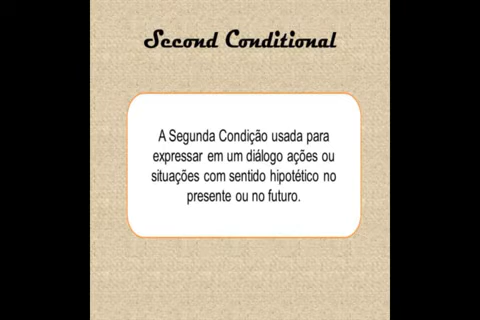 Second Conditional
A Segunda Condição usada para
expressar em um diálogo ações ou
situações com sentido hipotético no
presente ou no futuro.